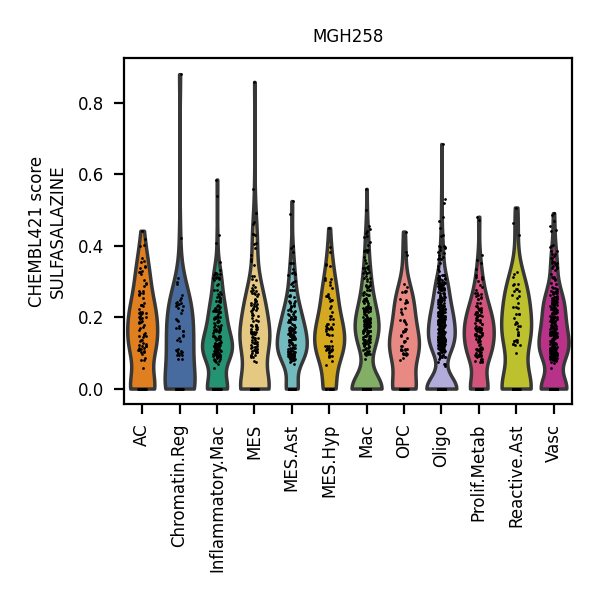 MGH258
CHEMBL421 score
SULFASALAZINE
0.8
0.6
0.4
0.2
0.0
AC
Chromatin.Reg
Inflammatory.Mac
MES
MES.Ast
MES.Hyp
Mac
OPC
Oligo
Prolif.Metab
Reactive.Ast
Vasc